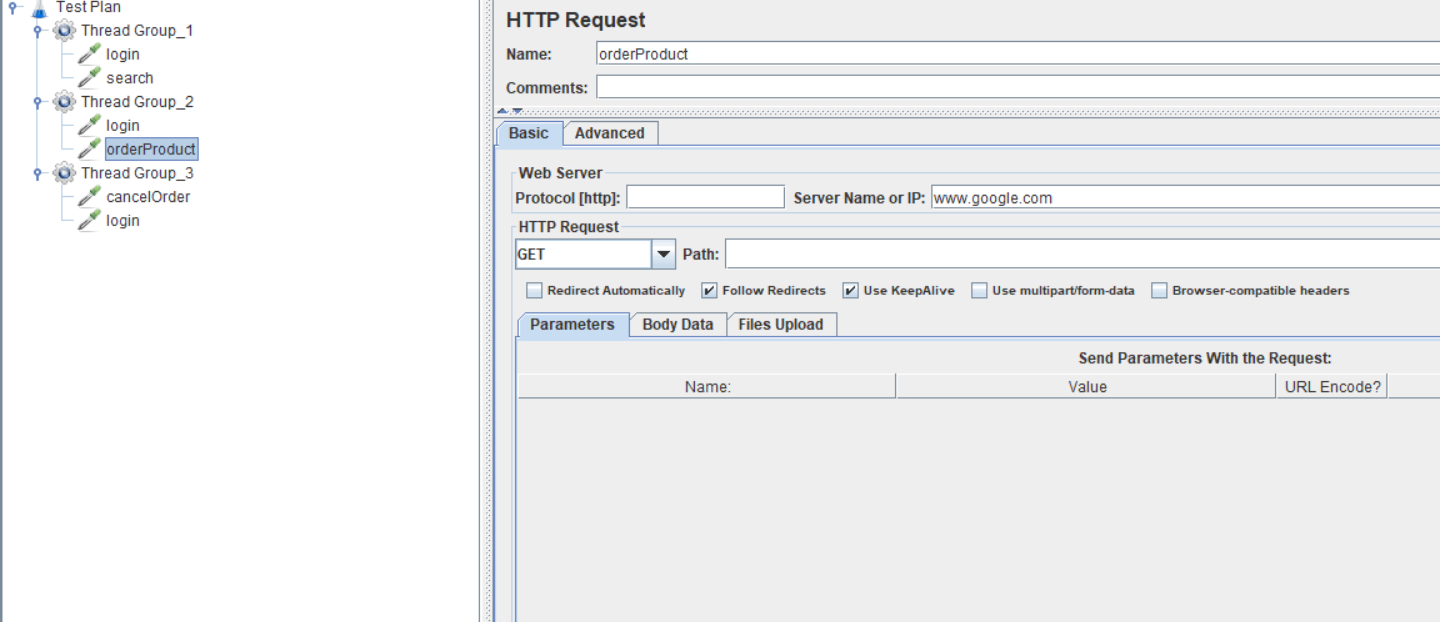 Test Plan
Thread Group_1
login
search
Thread Group_2
login
orderProduct
Thread Group_3
cancelOrder
login
HTTP Request
Name: orderProduct
Comments:
Basic Advanced
Web Server
Protocol [http]: Server Name or IP: www.google.com
HTTP Request
GET Path:
Redirect Automatically Follow Redirects Use KeepAlive Use multipart/form-data Browser-compatible headers
Parameters Body Data Files Upload
Send Parameters With the Request:
Name: Value URL Encode?